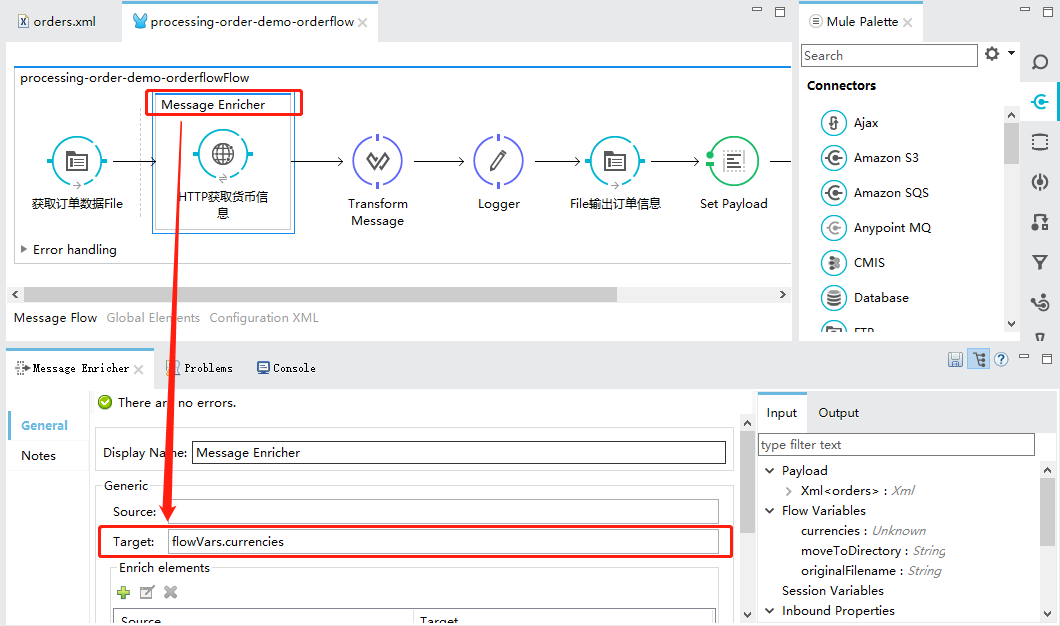 orders.xml
processing-order-demo-orderflow
processing-order-demo-orderflowFlow
Message Enricher
获取订单数据File
HTTP获取货币信
息
Transform
Message
Logger
File输出订单信息
Set Payload
Error handling
Message Flow Global Elements Configuration XML
Mule Palette
Search
Connectors
Ajax
Amazon S3
Amazon SQS
Anypoint MQ
CMIS
Database
FTP
Message Enricher
Problems
Console
There are no errors.
General
Notes
Display Name: Message Enricher
Generic
Source:
Target: flowVars.currencies
Enrich elements
Source Target
Input Output
type filter text
Payload
Xml<orders> : Xml
Flow Variables
currencies : Unknown
moveToDirectory : String
originalFilename : String
Session Variables
Inbound Properties